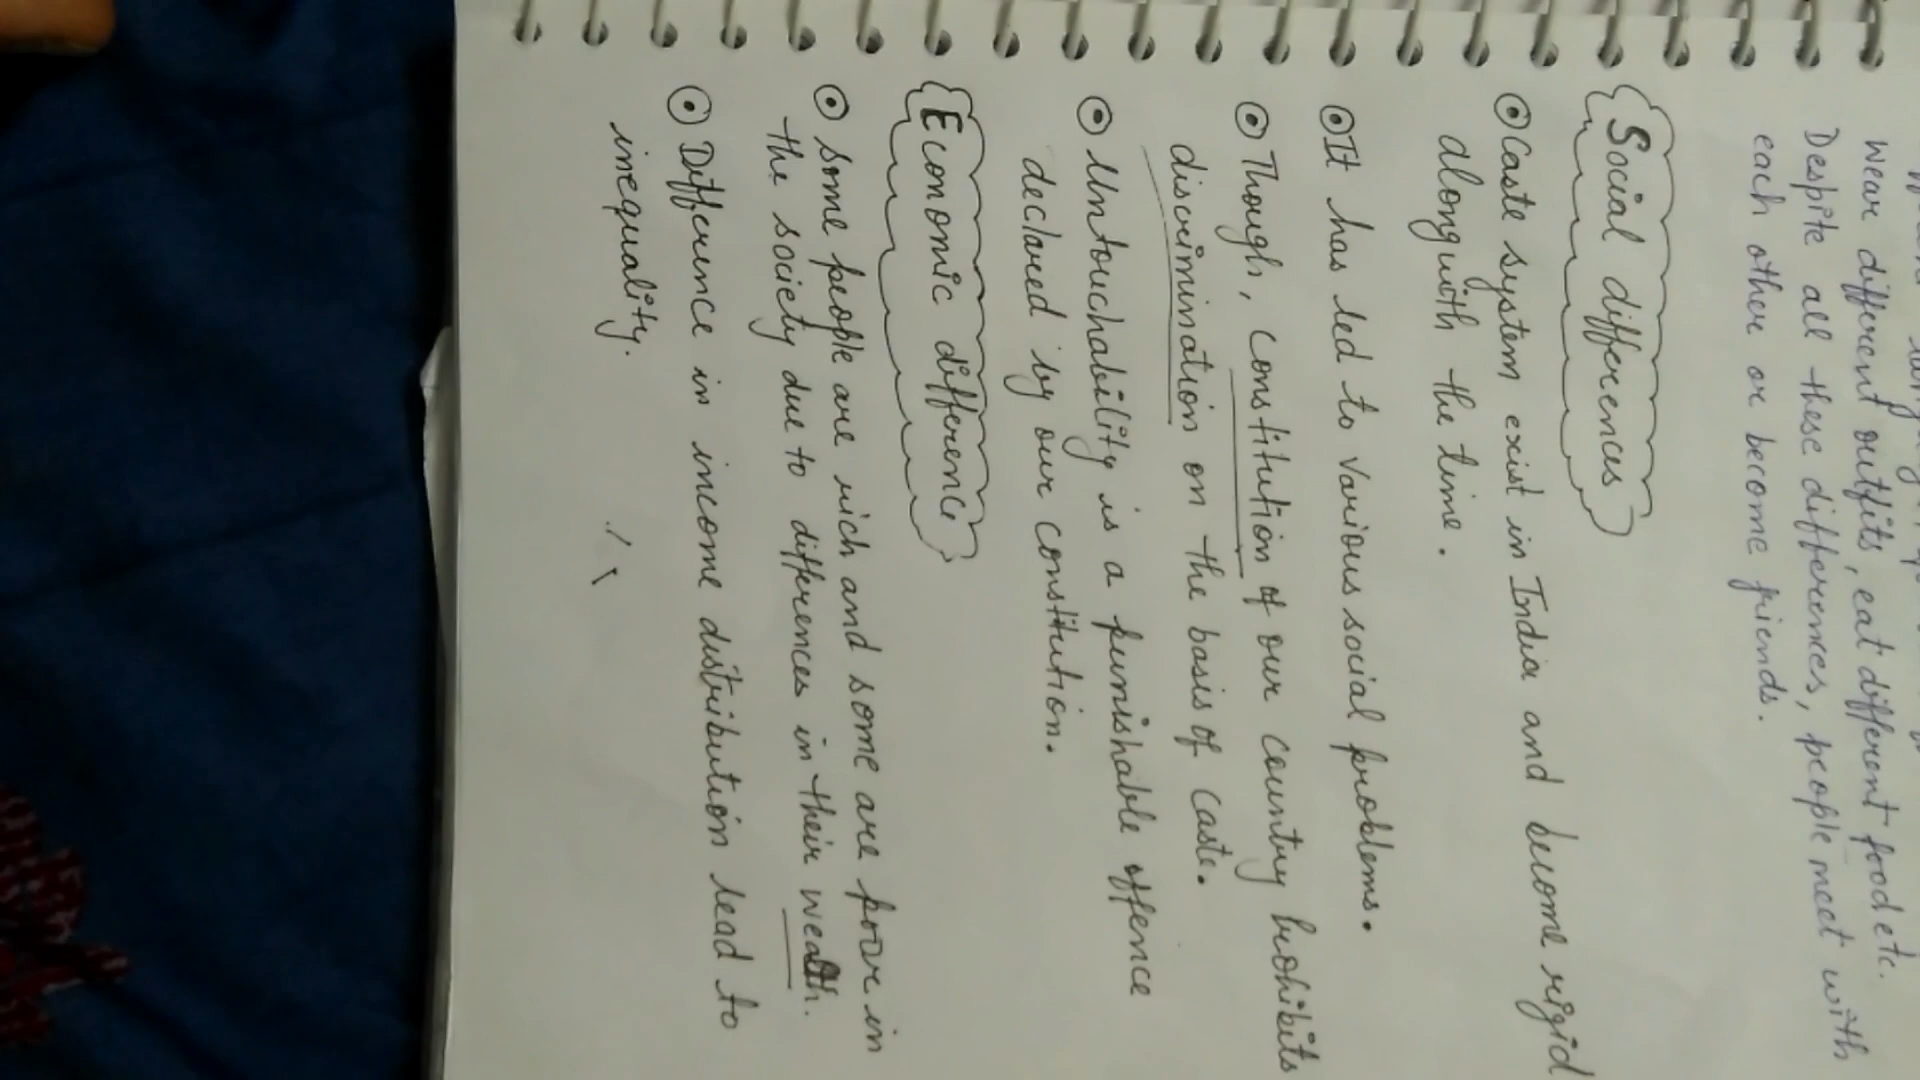 wear different outfits, eat different food etc.
Despite all these differences, people meet with
each other or become friends.
Social differences
Caste system exist in India and become rigid
alongwith the time.
It has led to various social problems.
Though, constitution of our country prohibits
discrimination on the basis of caste.
Untouchability is a punishable offence
declared by our constitution.
Economic difference
Some people are rich and some are poor in
the society due to differences in their wealth.
Difference in income distribution lead to
inequality.